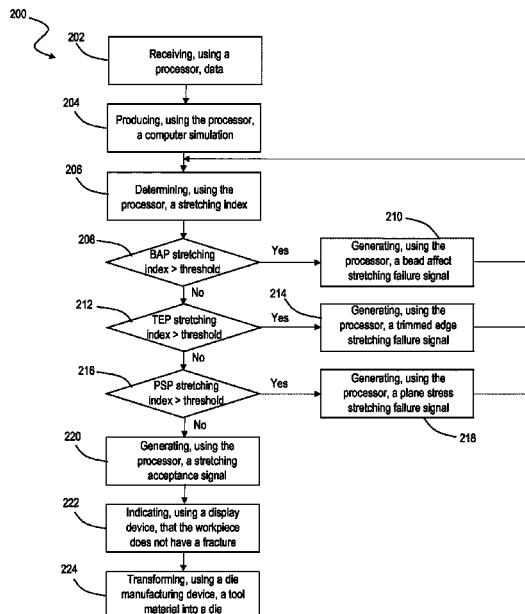 200
202
Receiving, using a
processor, data
204
Producing, using the processor,
a computer simulation
206
Determining, using the
processor, a stretching index
208
BAP stretching
index > threshold
Yes
210
Generating, using the
processor, a bead affect
stretching failure signal
No
212
TEP stretching
index > threshold
Yes
214
Generating, using the
processor, a trimmed edge
stretching failure signal
No
216
PSP stretching
index > threshold
Yes
Generating, using the
processor, a plane stress
stretching failure signal
218
No
220
Generating, using the
processor, a stretching
acceptance signal
222
Indicating, using a display
device, that the workpiece
does not have a fracture
224
Transforming, using a die
manufacturing device, a tool
material into a die